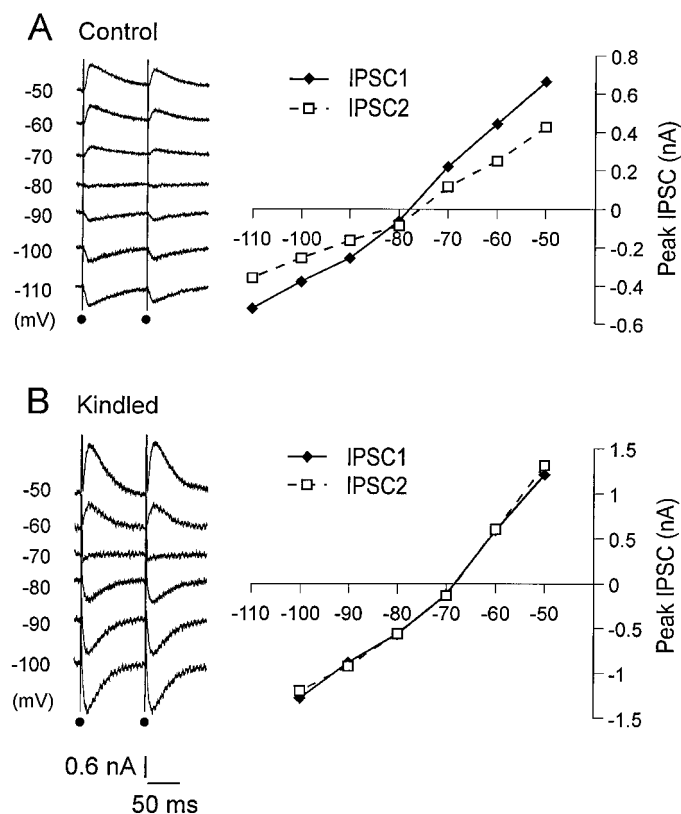 A Control
-50
-60
-70
-80
-90
-100
-110
(mV)
IPSC1
IPSC2
0.8
0.6
0.4
0.2
0
-0.2
-0.4
-0.6
-110 -100 -90 -80 -70 -60 -50
Peak IPSC (nA)
B Kindled
-50
-60
-70
-80
-90
-100
(mV)
IPSC1
IPSC2
1.5
1
0.5
0
-0.5
-1
-1.5
-110 -100 -90 -80 -70 -60 -50
Peak IPSC (nA)
0.6 nA
50 ms